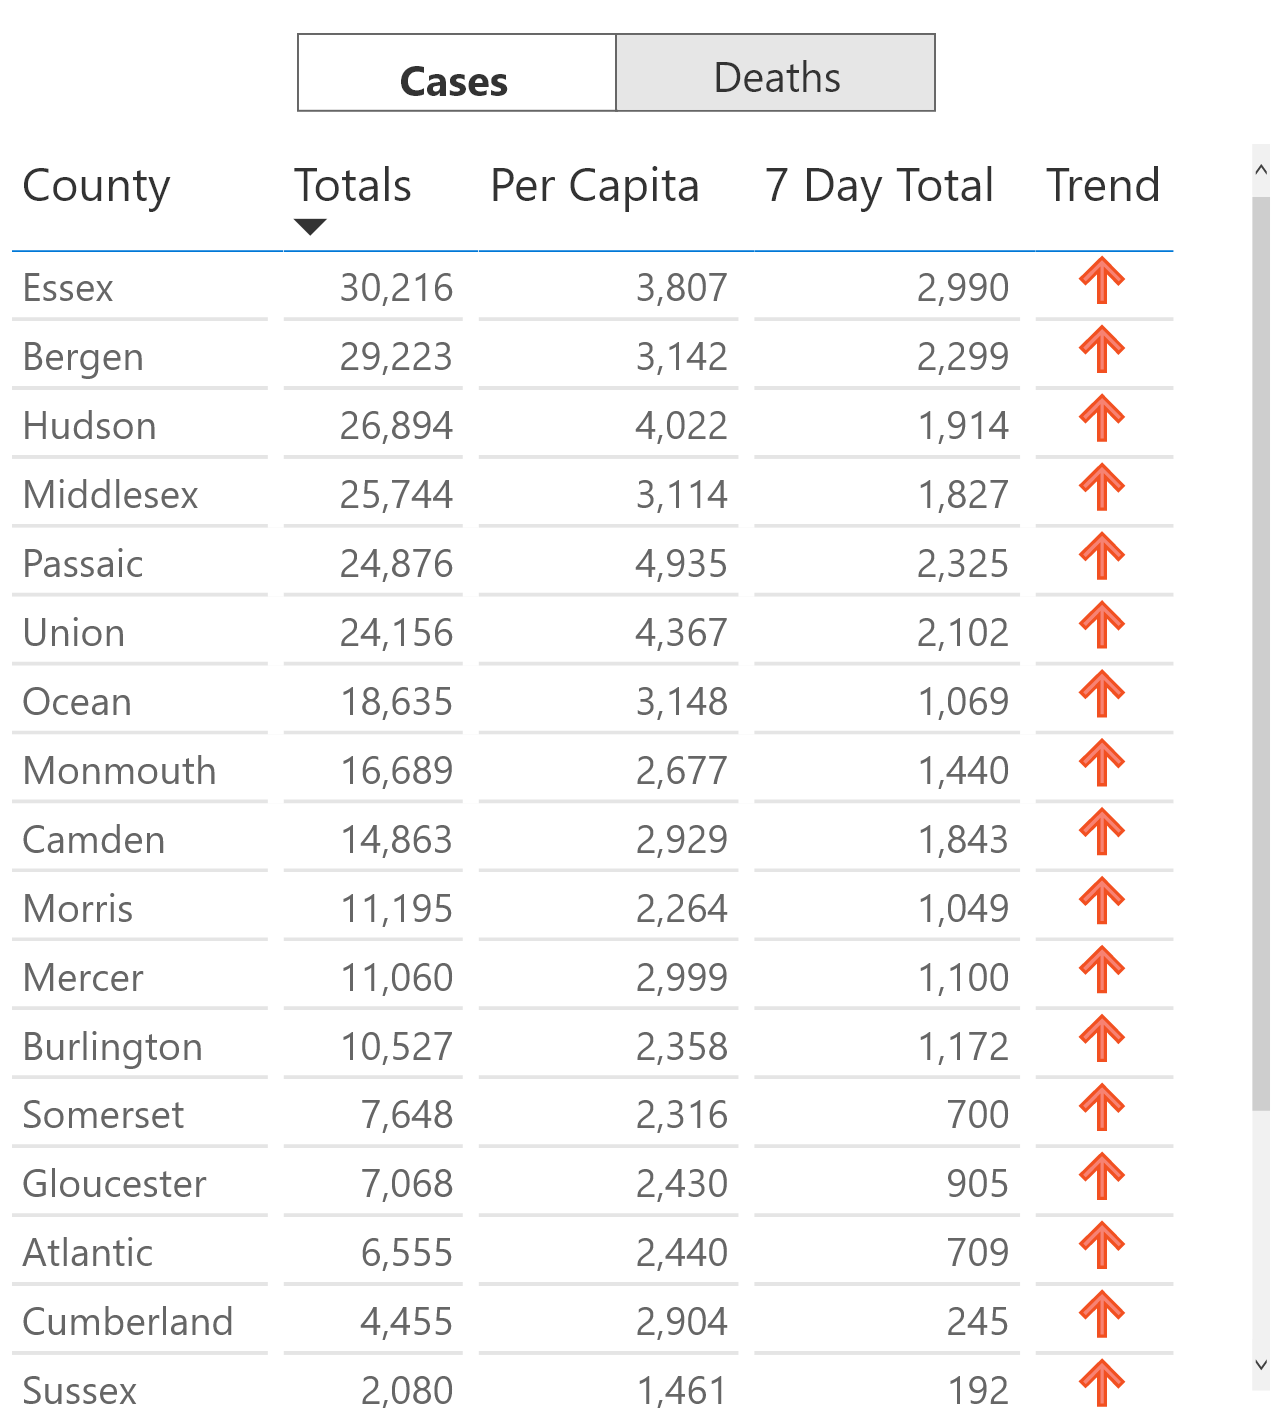 Cases Deaths
County Totals Per Capita 7 Day Total Trend
Essex 30,216 3,807 2,990
Bergen 29,223 3,142 2,299
Hudson 26,894 4,022 1,914
Middlesex 25,744 3,114 1,827
Passaic 24,876 4,935 2,325
Union 24,156 4,367 2,102
Ocean 18,635 3,148 1,069
Monmouth 16,689 2,677 1,440
Camden 14,863 2,929 1,843
Morris 11,195 2,264 1,049
Mercer 11,060 2,999 1,100
Burlington 10,527 2,358 1,172
Somerset 7,648 2,316 700
Gloucester 7,068 2,430 905
Atlantic 6,555 2,440 709
Cumberland 4,455 2,904 245
Sussex 2,080 1,461 192